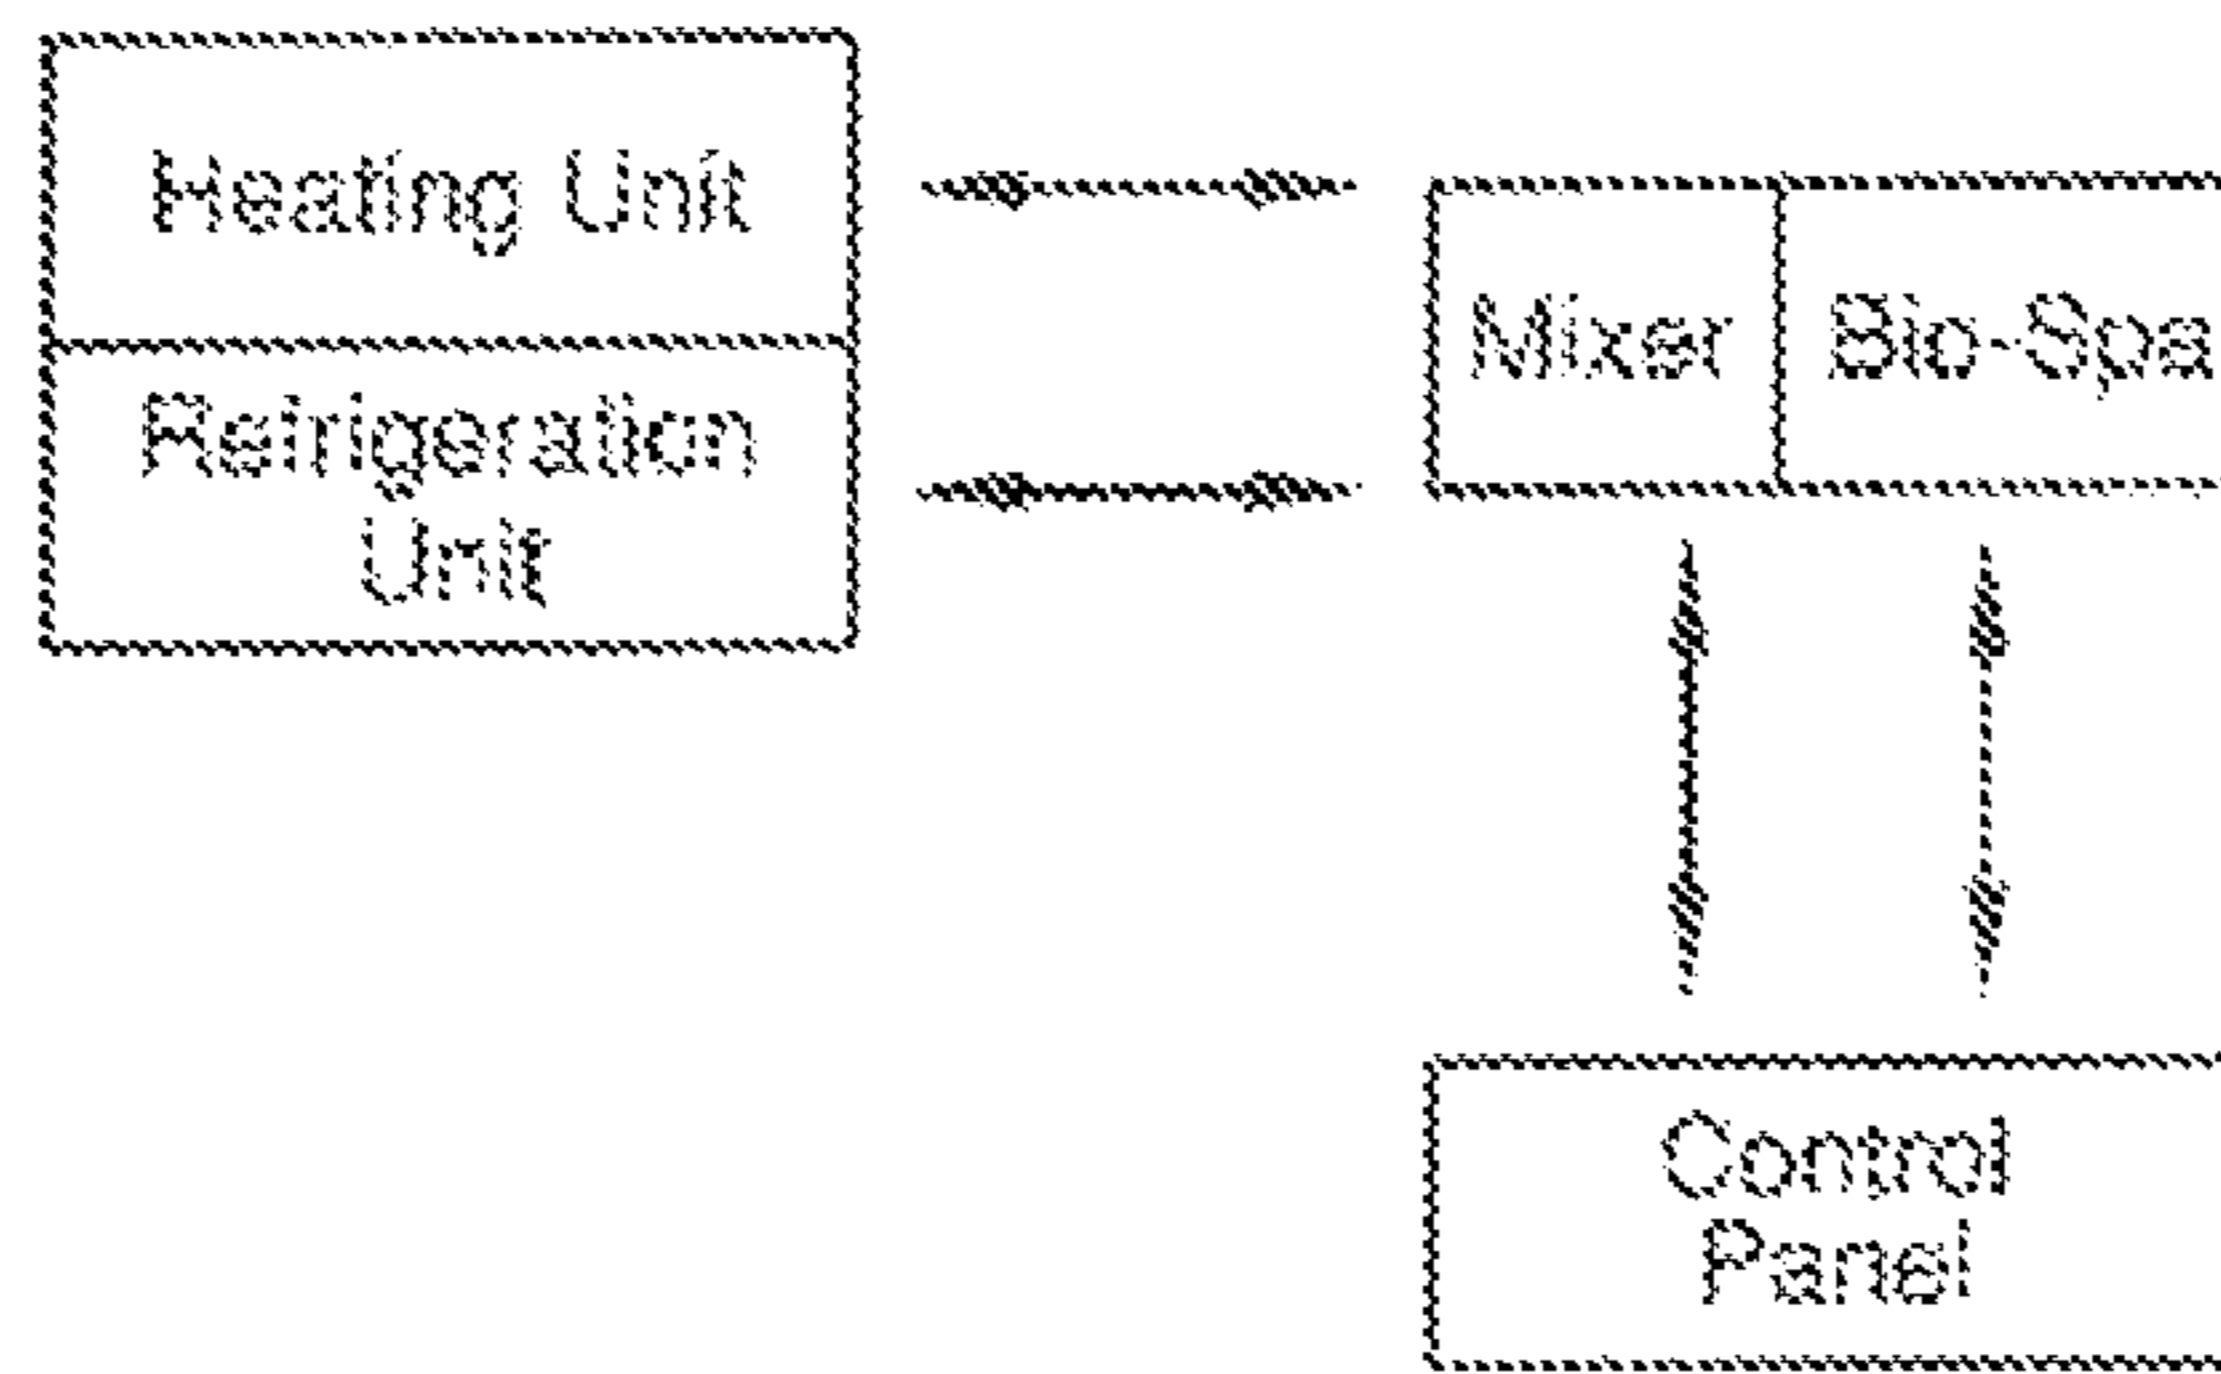 Heating Unit
Refrigeration
Unit
Mixer
Bio-Spa
Control
Panel